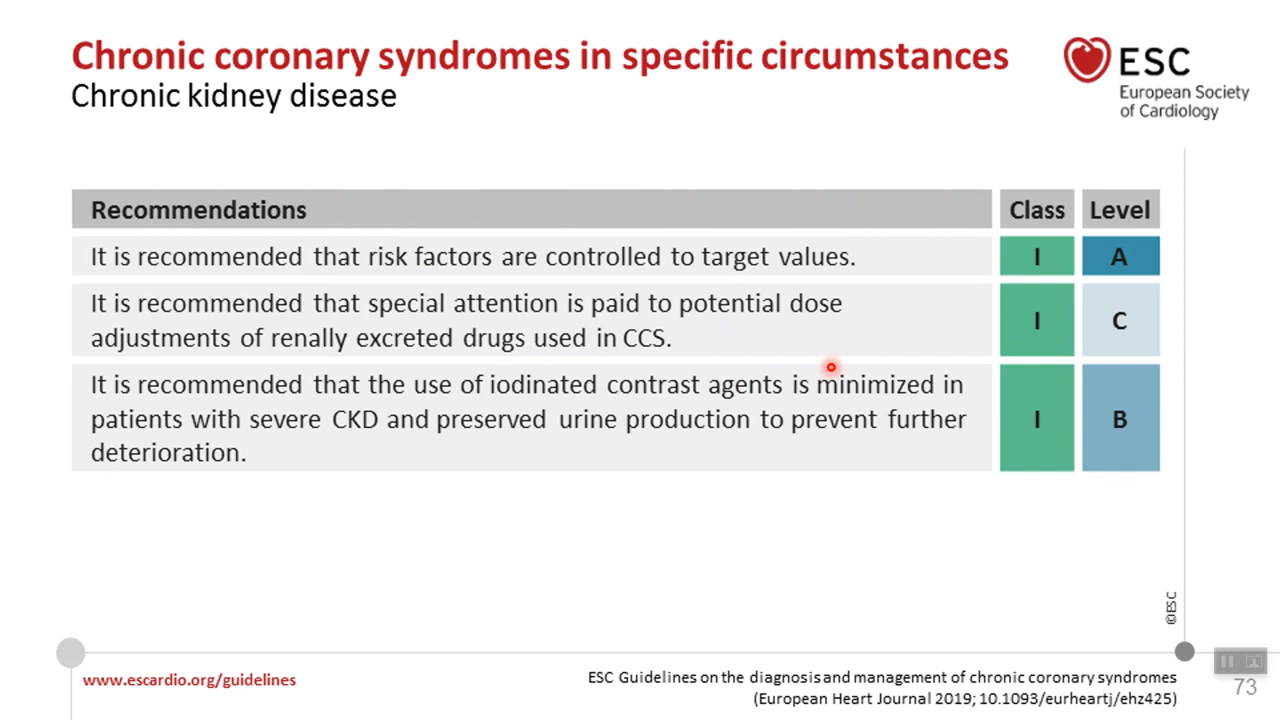 Chronic coronary syndromes in specific circumstances
Chronic kidney disease
ESC
European Society
of Cardiology
Recommendations Class Level
It is recommended that risk factors are controlled to target values. I A
It is recommended that special attention is paid to potential dose
adjustments of renally excreted drugs used in CCS. I C
It is recommended that the use of iodinated contrast agents is minimized in
patients with severe CKD and preserved urine production to prevent further
deterioration. I B
©ESC
www.escardio.org/guidelines
ESC Guidelines on the diagnosis and management of chronic coronary syndromes
(European Heart Journal 2019; 10.1093/eurheartj/ehz425)
73